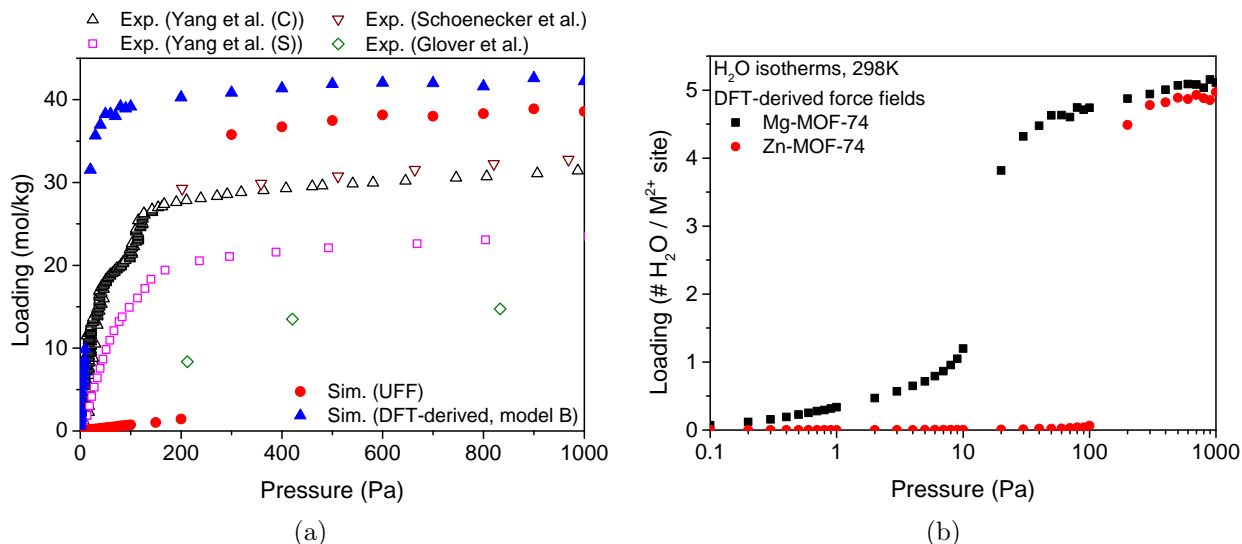 Exp. (Yang et al. (C))
Exp. (Schoenecker et al.)
Exp. (Yang et al. (S))
Exp. (Glover et al.)
Loading (mol/kg)
40
30
20
10
0
Sim. (UFF)
Sim. (DFT-derived, model B)
0 200 400 600 800 1000
Pressure (Pa)
(a)
H₂O isotherms, 298K
DFT-derived force fields
Mg-MOF-74
Zn-MOF-74
Loading (# H₂O / M²⁺ site)
5
4
3
2
1
0
0.1 1 10 100 1000
Pressure (Pa)
(b)